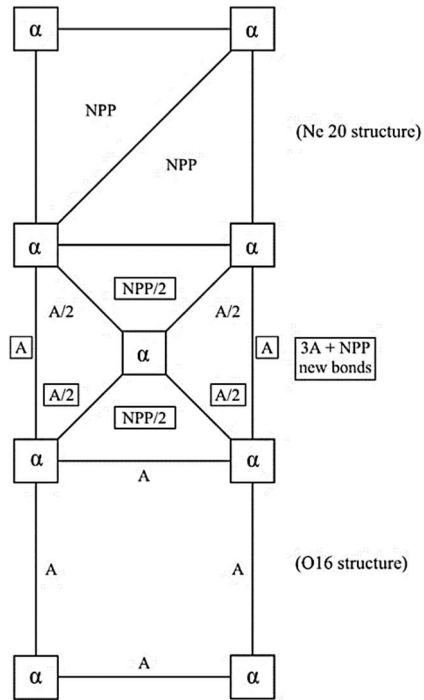 α α
NPP
NPP
(Ne 20 structure)
α α
NPP/2
A/2 A/2
A α A
3A + NPP
new bonds
A/2 A/2
NPP/2
α α
A
A A
(O16 structure)
A
α α